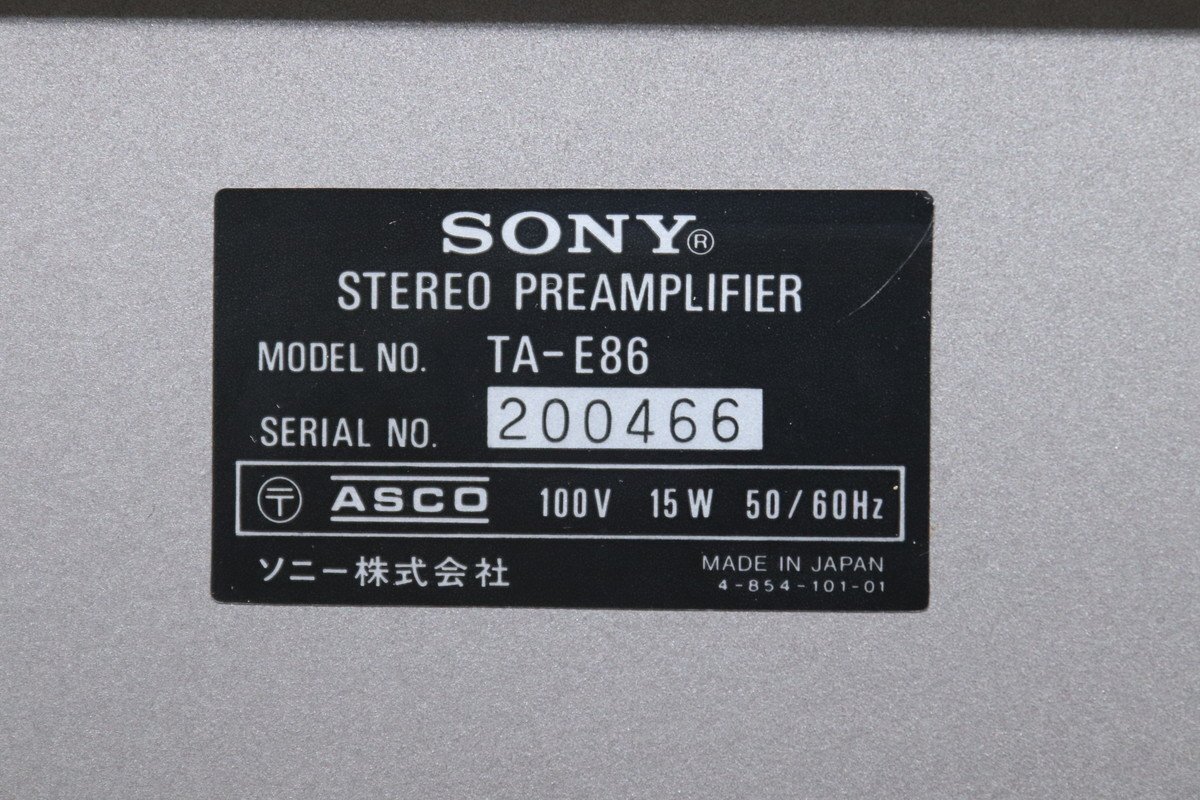 SONY®
STEREO PREAMPLIFIER
MODEL NO. TA-E86
SERIAL NO. 200466
〶 ASCO 100V 15W 50/60Hz
ソニー株式会社
MADE IN JAPAN
4-854-101-01